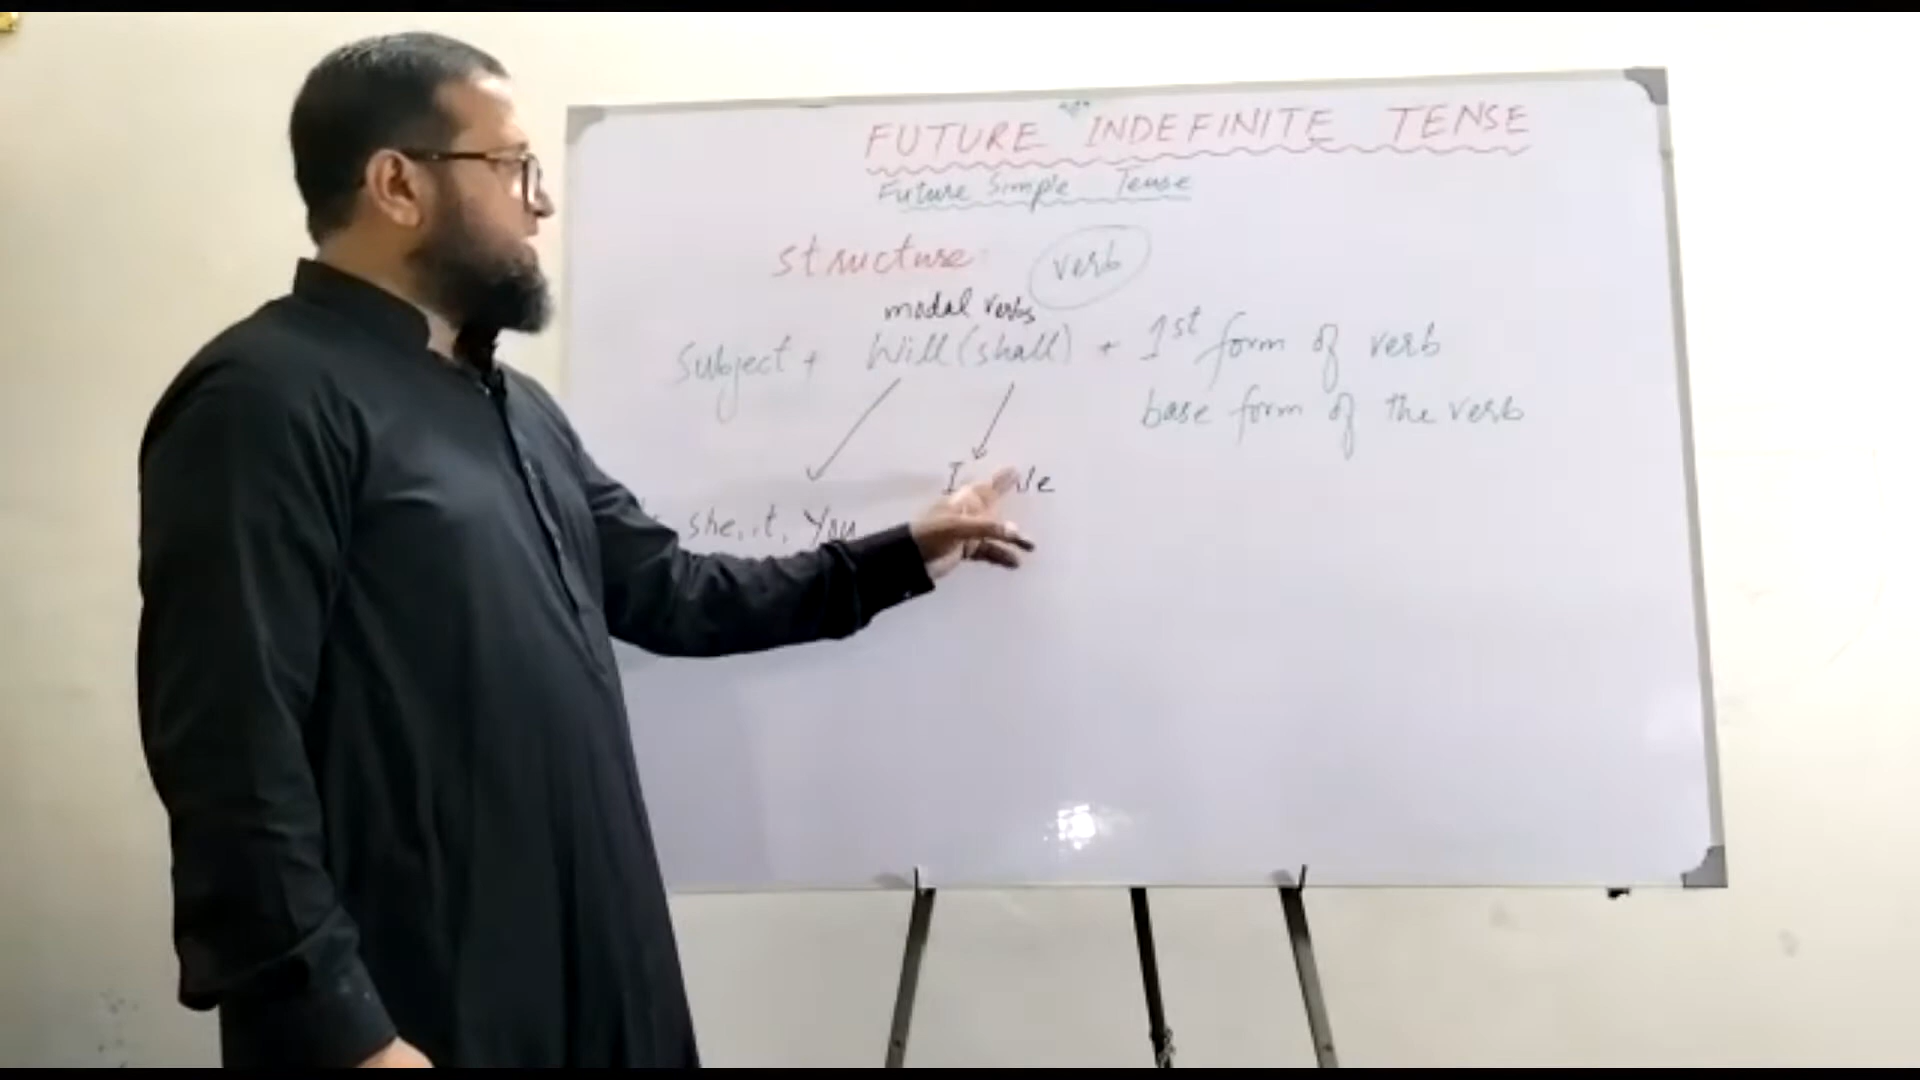 FUTURE INDEFINITE TENSE
Future Simple Tense
structure:
verb
modal verbs
Subject + Will (shall) + 1st form of verb
base form of the verb
I we
she, it, You